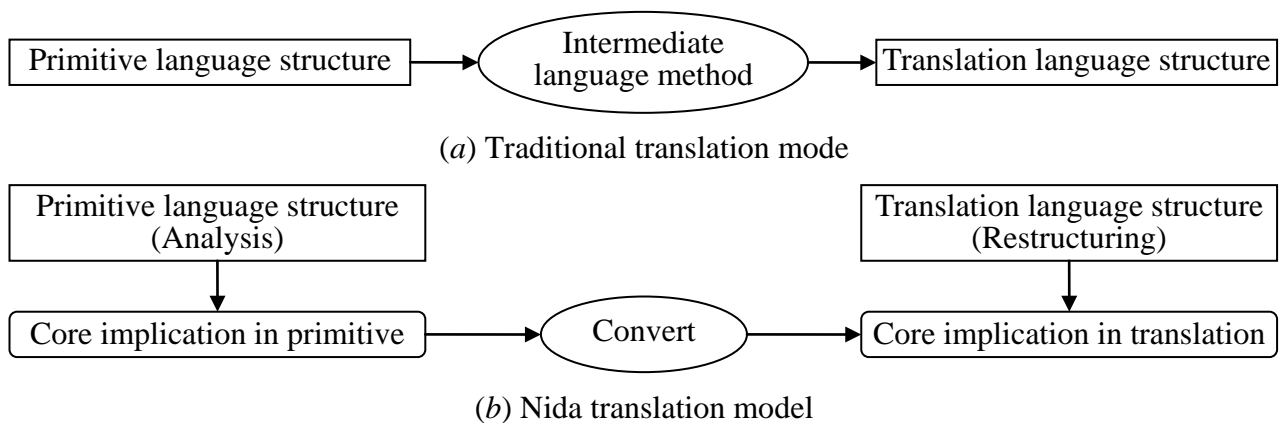 Primitive language structure
Intermediate
language method
Translation language structure
(a) Traditional translation mode
Primitive language structure
(Analysis)
Translation language structure
(Restructuring)
Core implication in primitive
Convert
Core implication in translation
(b) Nida translation model